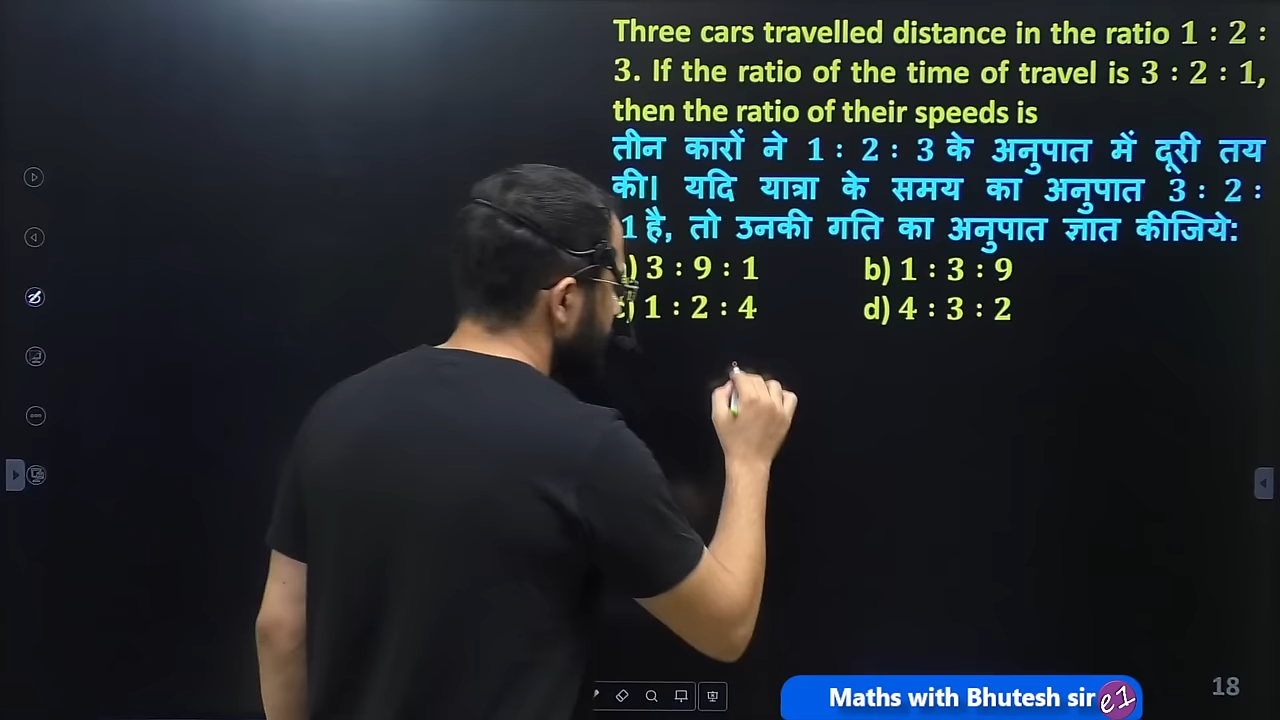 Three cars travelled distance in the ratio 1 : 2 :
3. If the ratio of the time of travel is 3 : 2 : 1,
then the ratio of their speeds is
तीन कारों ने 1 : 2 : 3 के अनुपात में दूरी तय
की। यदि यात्रा के समय का अनुपात 3 : 2 :
1 है, तो उनकी गति का अनुपात ज्ञात कीजिये:
) 3 : 9 : 1 b) 1 : 3 : 9
) 1 : 2 : 4 d) 4 : 3 : 2
Maths with Bhutesh sir e1
18